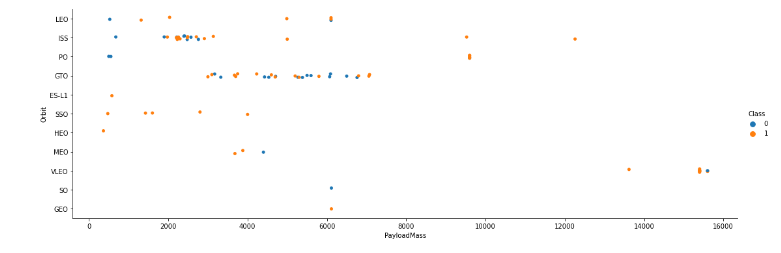 LEO
ISS
PO
GTO
ES-L1
SSO
HEO
MEO
VLEO
SO
GEO
Orbit
0 2000 4000 6000 8000 10000 12000 14000 16000
PayloadMass
Class
0
1